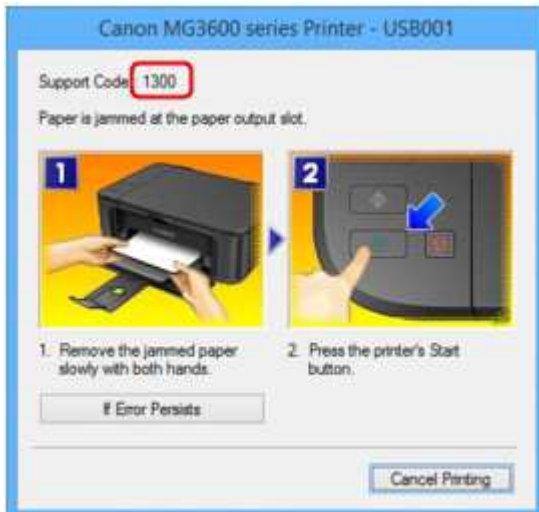 Canon MG3600 series Printer - USB001
Support Code: 1300
Paper is jammed at the paper output slot.
1
2
1. Remove the jammed paper
slowly with both hands.
2. Press the printer's Start
button.
If Error Persists
Cancel Printing